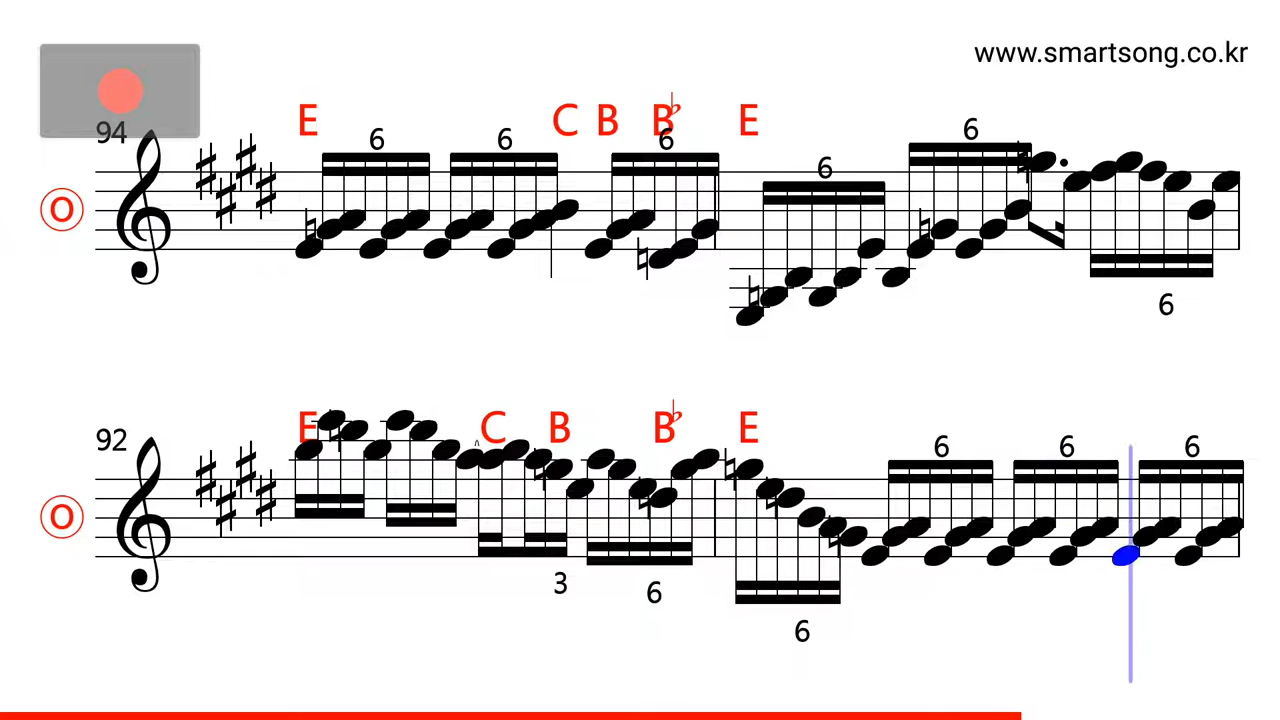 www.smartsong.co.kr
94
E C B B♭ E
6 6 6 6 6
O
6
92
E C B B♭ E
6 6 6
O
3 6
6